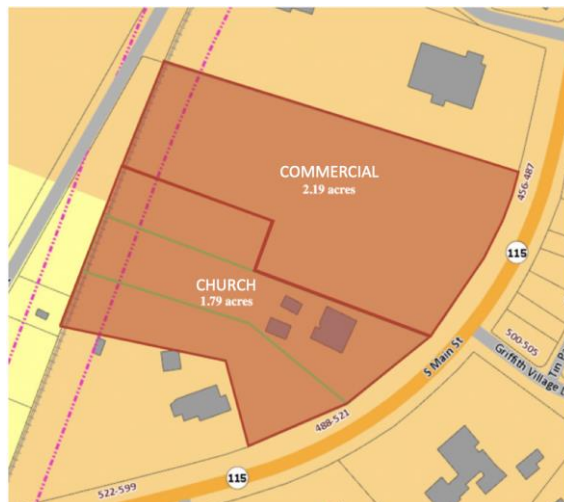 COMMERCIAL
2.19 acres
456-487
115
CHURCH
1.79 acres
S Main St
500-505
Griffith Village
488-521
115
522-599